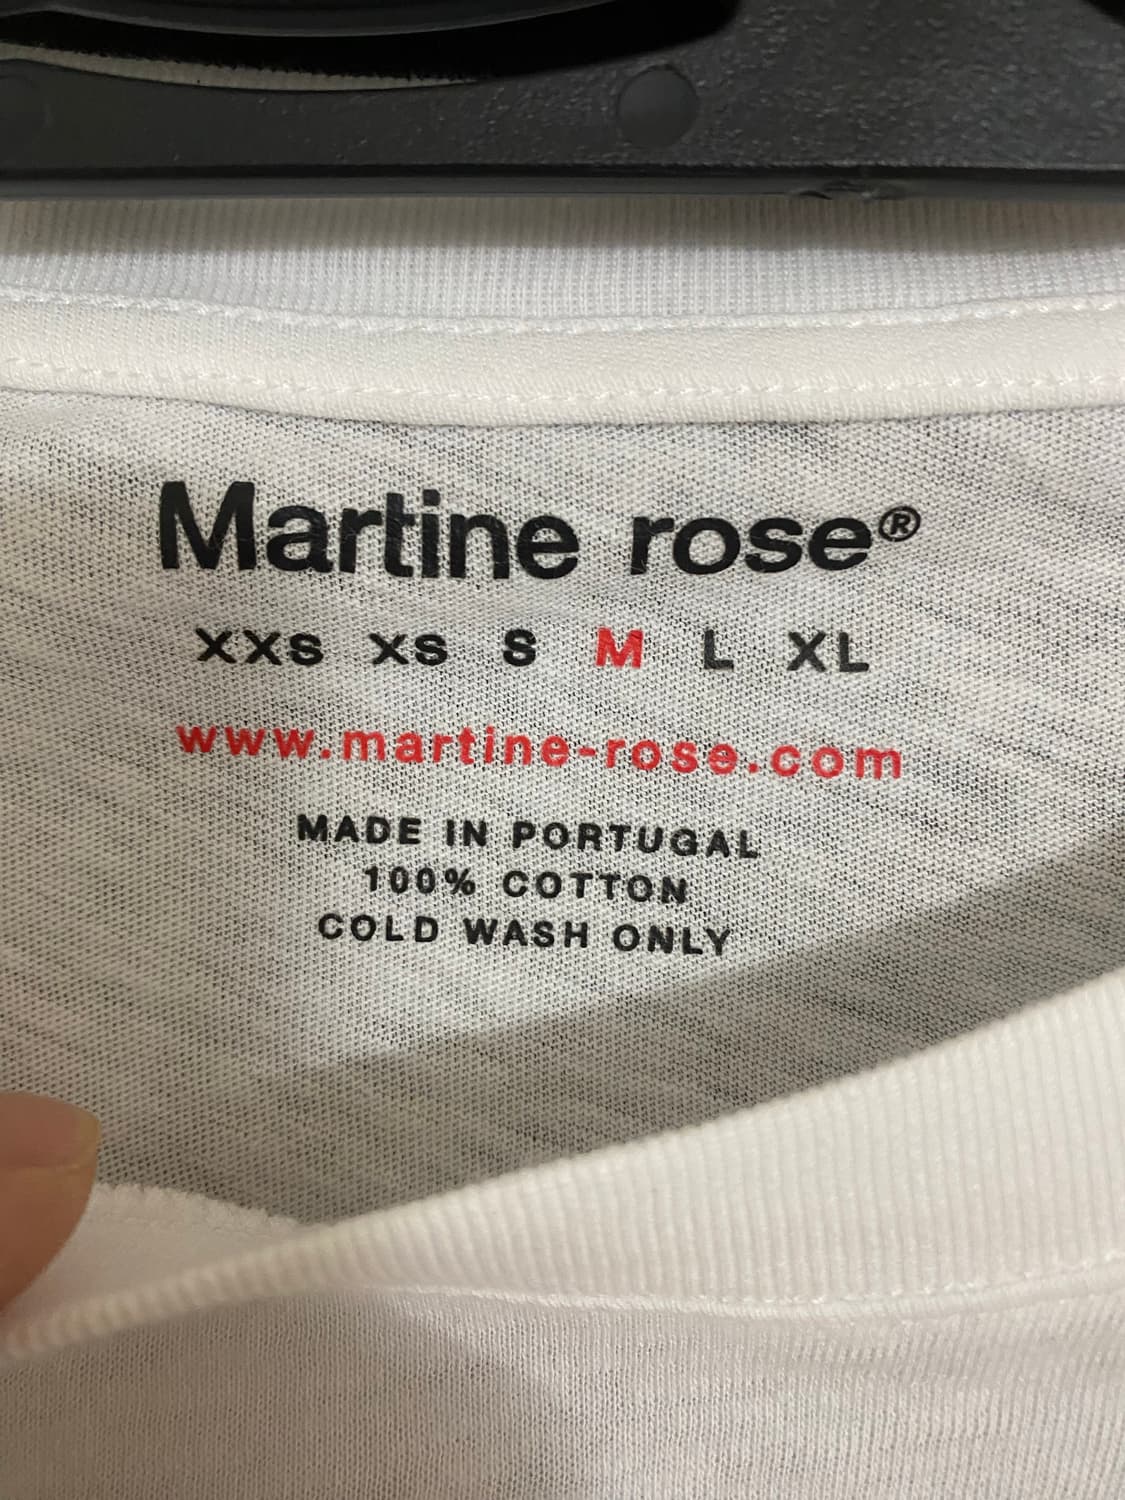 Martine rose®
XXS XS S M L XL
www.martine-rose.com
MADE IN PORTUGAL
100% COTTON
COLD WASH ONLY